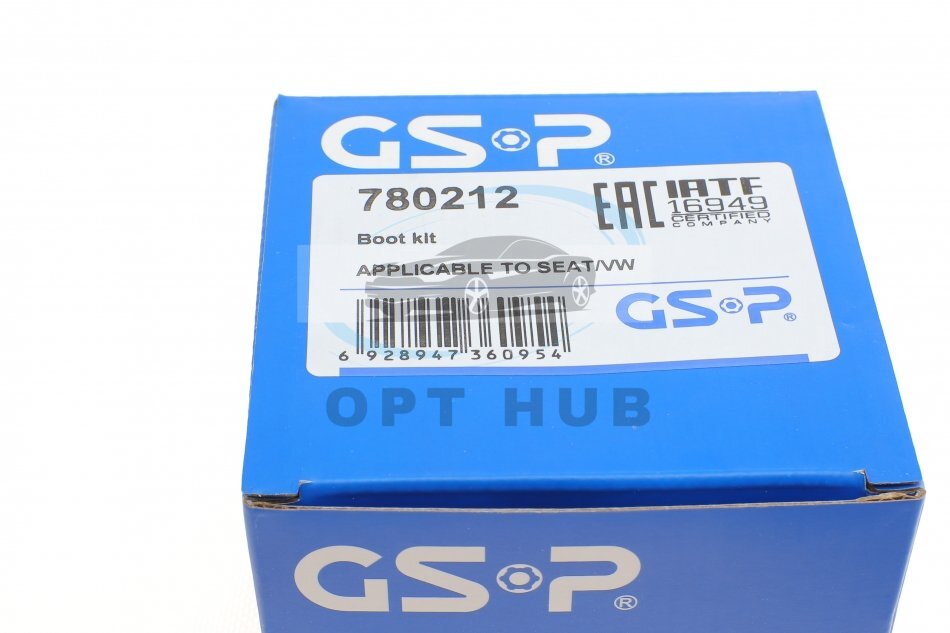 GSP®
780212
EAC
IATF
16949
CERTIFIED
COMPANY
Boot kit
APPLICABLE TO SEAT/VW
GSP®
6 928947 360954
OPT HUB
GSP®